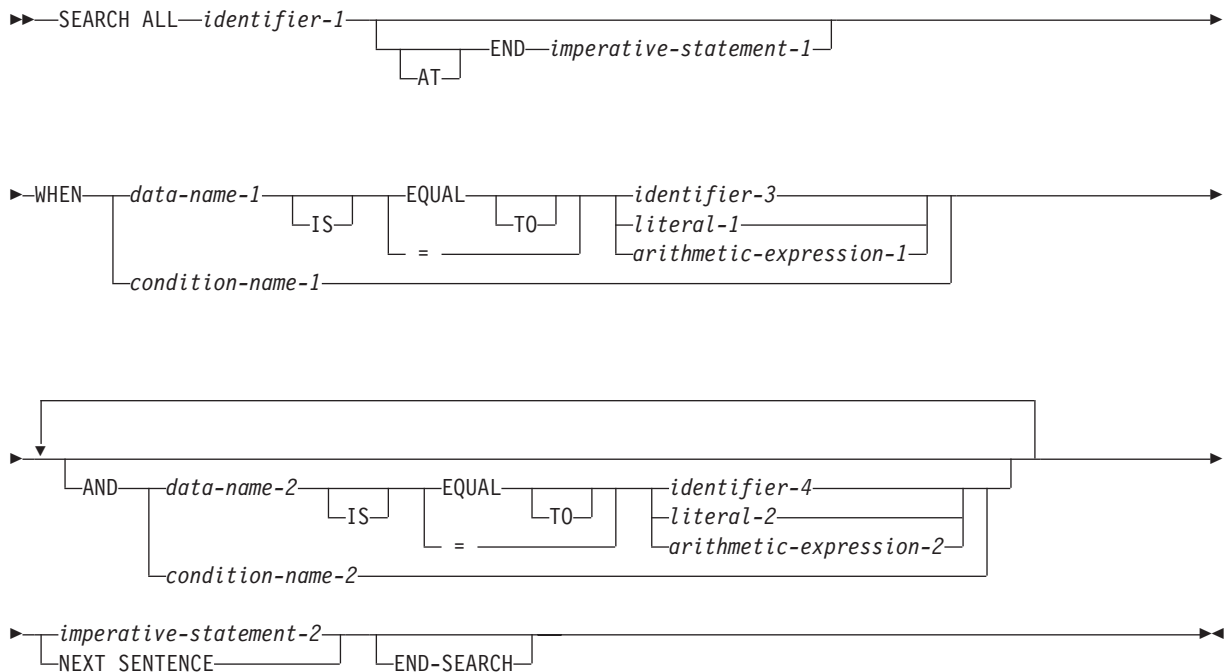 SEARCH ALL identifier-1
END imperative-statement-1
AT
WHEN data-name-1 EQUAL identifier-3
IS TO literal-1
= arithmetic-expression-1
condition-name-1
AND data-name-2 EQUAL identifier-4
IS TO literal-2
= arithmetic-expression-2
condition-name-2
imperative-statement-2
NEXT SENTENCE END-SEARCH